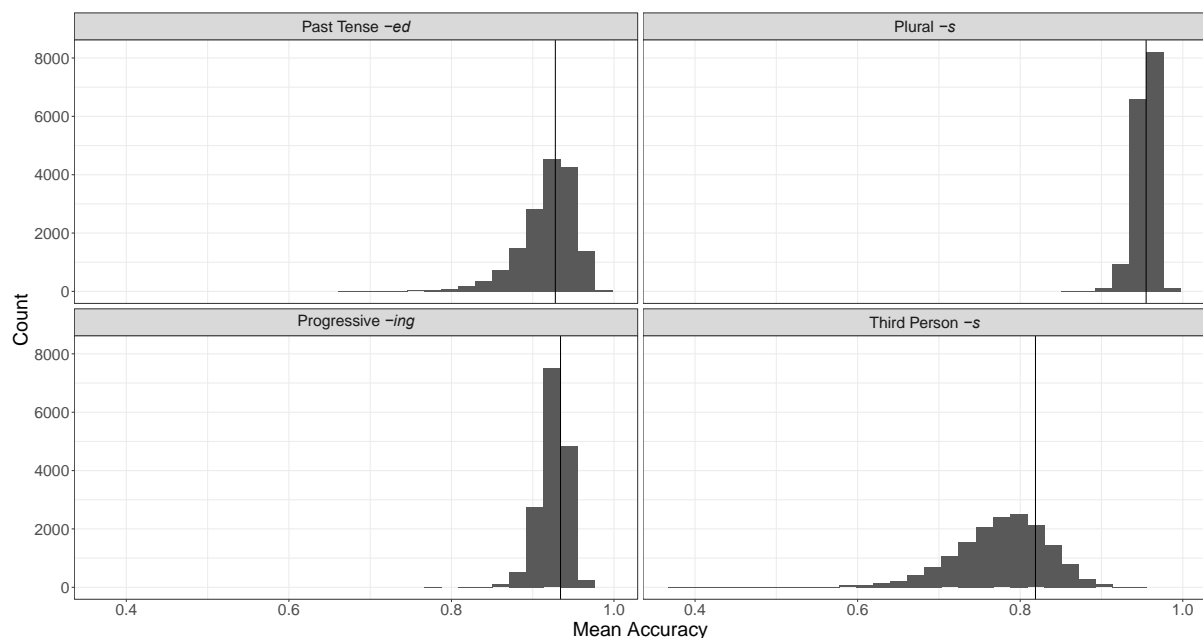 Past Tense −ed
Plural −s
8000
6000
4000
2000
0
Progressive −ing
Third Person −s
8000
6000
4000
2000
0
0.4 0.6 0.8 1.0 0.4 0.6 0.8 1.0
Mean Accuracy
Count